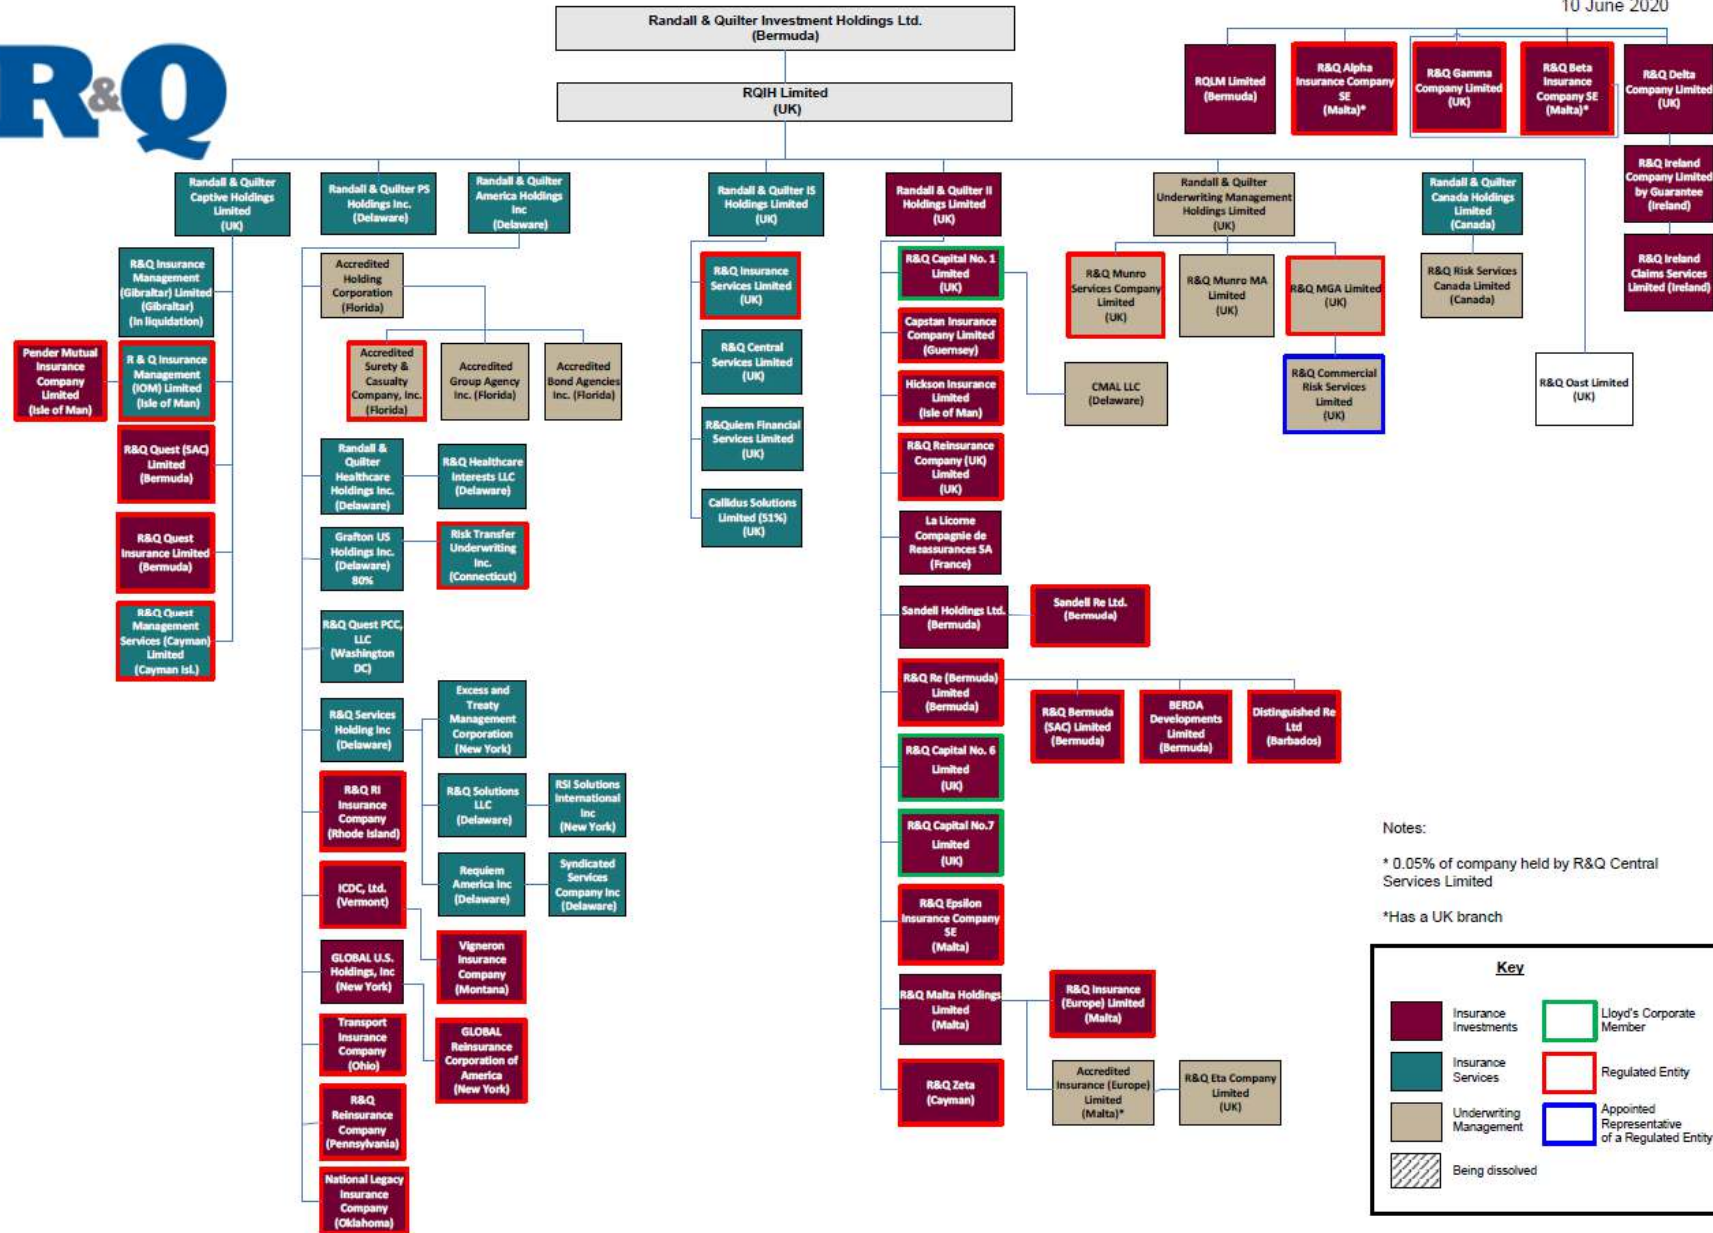 10 June 2020
R&Q
Randall & Quilter Investment Holdings Ltd.
(Bermuda)
RQIH Limited
(UK)
RQLM Limited
(Bermuda)
R&Q Alpha
Insurance Company
SE
(Malta)*
R&Q Gamma
Company Limited
(UK)
R&Q Beta
Insurance
Company SE
(Malta)*
R&Q Delta
Company Limited
(UK)
R&Q Ireland
Company Limited
by Guarantee
(Ireland)
R&Q Ireland
Claims Services
Limited (Ireland)
Randall & Quilter
Captive Holdings
Limited
(UK)
Randall & Quilter PS
Holdings Inc.
(Delaware)
Randall & Quilter
America Holdings
Inc
(Delaware)
Randall & Quilter IS
Holdings Limited
(UK)
Randall & Quilter II
Holdings Limited
(UK)
Randall & Quilter
Underwriting Management
Holdings Limited
(UK)
Randall & Quilter
Canada Holdings
Limited
(Canada)
R&Q Insurance
Management
(Gibraltar) Limited
(Gibraltar)
(In liquidation)
Pender Mutual
Insurance
Company
Limited
(Isle of Man)
R & Q Insurance
Management
(IOM) Limited
(Isle of Man)
R&Q Quest (SAC)
Limited
(Bermuda)
R&Q Quest
Insurance Limited
(Bermuda)
R&Q Quest
Management
Services (Cayman)
Limited
(Cayman Isl.)
Accredited
Holding
Corporation
(Florida)
Accredited
Surety &
Casualty
Company, Inc.
(Florida)
Accredited
Group Agency
Inc. (Florida)
Accredited
Bond Agencies
Inc. (Florida)
Randall &
Quilter
Healthcare
Holdings Inc.
(Delaware)
R&Q Healthcare
Interests LLC
(Delaware)
Grafton US
Holdings Inc.
(Delaware)
80%
Risk Transfer
Underwriting
Inc.
(Connecticut)
R&Q Quest PCC,
LLC
(Washington
DC)
R&Q Services
Holding Inc
(Delaware)
Excess and
Treaty
Management
Corporation
(New York)
R&Q Solutions
LLC
(Delaware)
RSI Solutions
International
Inc
(New York)
Requiem
America Inc
(Delaware)
Syndicated
Services
Company Inc
(Delaware)
R&Q RI
Insurance
Company
(Rhode Island)
ICDC, Ltd.
(Vermont)
Vigneron
Insurance
Company
(Montana)
GLOBAL U.S.
Holdings, Inc
(New York)
GLOBAL
Reinsurance
Corporation of
America
(New York)
Transport
Insurance
Company
(Ohio)
R&Q
Reinsurance
Company
(Pennsylvania)
National Legacy
Insurance
Company
(Oklahoma)
R&Q Insurance
Services Limited
(UK)
R&Q Central
Services Limited
(UK)
R&Quiem Financial
Services Limited
(UK)
Callidus Solutions
Limited (51%)
(UK)
R&Q Capital No. 1
Limited
(UK)
Capstan Insurance
Company Limited
(Guernsey)
Hickson Insurance
Limited
(Isle of Man)
R&Q Reinsurance
Company (UK)
Limited
(UK)
La Licorne
Compagnie de
Reassurances SA
(France)
Sandell Holdings Ltd.
(Bermuda)
Sandell Re Ltd.
(Bermuda)
R&Q Re (Bermuda)
Limited
(Bermuda)
R&Q Bermuda
(SAC) Limited
(Bermuda)
BERDA
Developments
Limited
(Bermuda)
Distinguished Re
Ltd
(Barbados)
R&Q Capital No. 6
Limited
(UK)
R&Q Capital No.7
Limited
(UK)
R&Q Epsilon
Insurance Company
SE
(Malta)
R&Q Malta Holdings
Limited
(Malta)
R&Q Insurance
(Europe) Limited
(Malta)
Accredited
Insurance (Europe)
Limited
(Malta)*
R&Q Eta Company
Limited
(UK)
R&Q Zeta
(Cayman)
R&Q Munro
Services Company
Limited
(UK)
R&Q Munro MA
Limited
(UK)
R&Q MGA Limited
(UK)
CMAL LLC
(Delaware)
R&Q Commercial
Risk Services
Limited
(UK)
R&Q Risk Services
Canada Limited
(Canada)
R&Q Oast Limited
(UK)
Notes:
* 0.05% of company held by R&Q Central
Services Limited
*Has a UK branch
Key
Insurance
Investments
Lloyd's Corporate
Member
Insurance
Services
Regulated Entity
Underwriting
Management
Appointed
Representative
of a Regulated Entity
Being dissolved